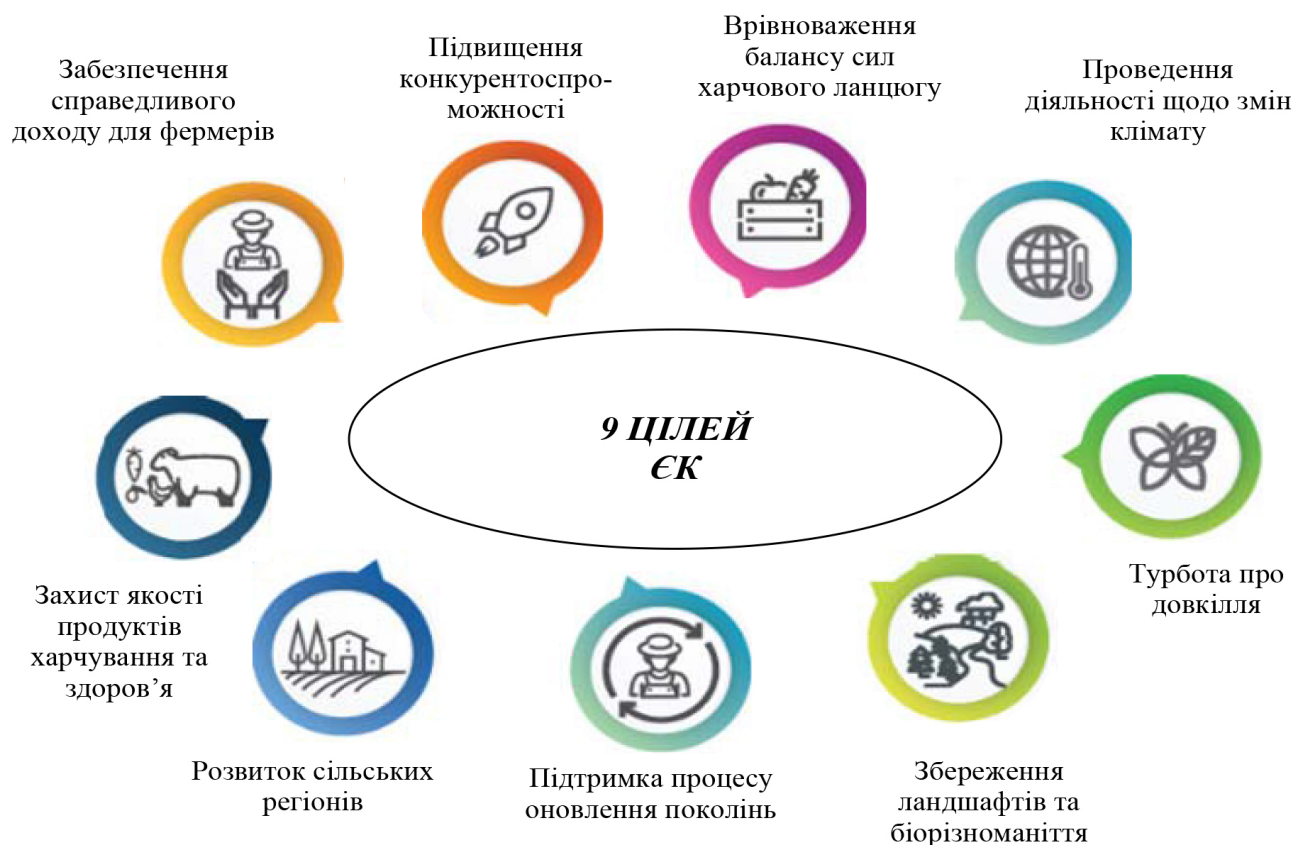 Забезпечення
справедливого
доходу для фермерів
Підвищення
конкурентоспро-
можності
Врівноваження
балансу сил
харчового ланцюгу
Проведення
діяльності щодо змін
клімату
9 ЦІЛЕЙ
ЄК
Турбота про
довкілля
Захист якості
продуктів
харчування та
здоров’я
Розвиток сільських
регіонів
Підтримка процесу
оновлення поколінь
Збереження
ландшафтів та
біорізноманіття